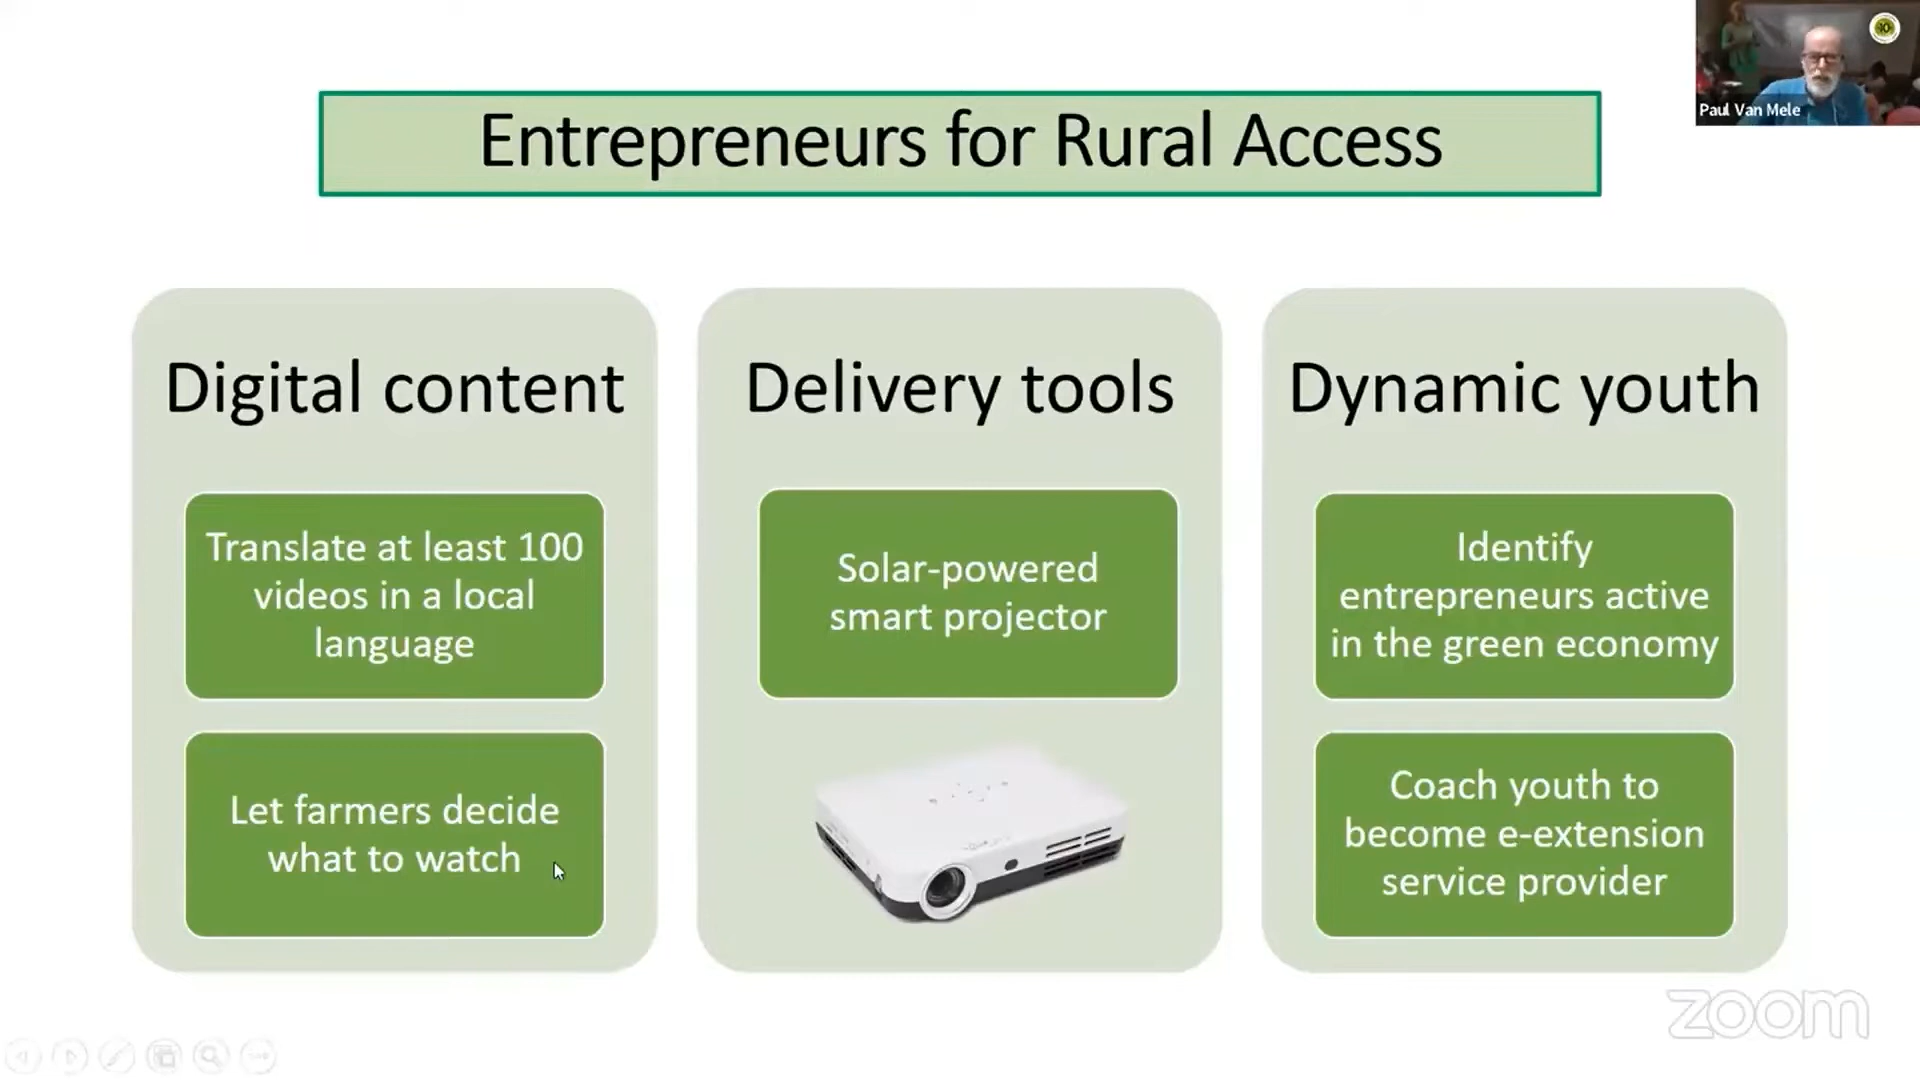 Paul Van Mele
Entrepreneurs for Rural Access
Digital content
Translate at least 100
videos in a local
language
Let farmers decide
what to watch
Delivery tools
Solar-powered
smart projector
Dynamic youth
Identify
entrepreneurs active
in the green economy
Coach youth to
become e-extension
service provider
zoom